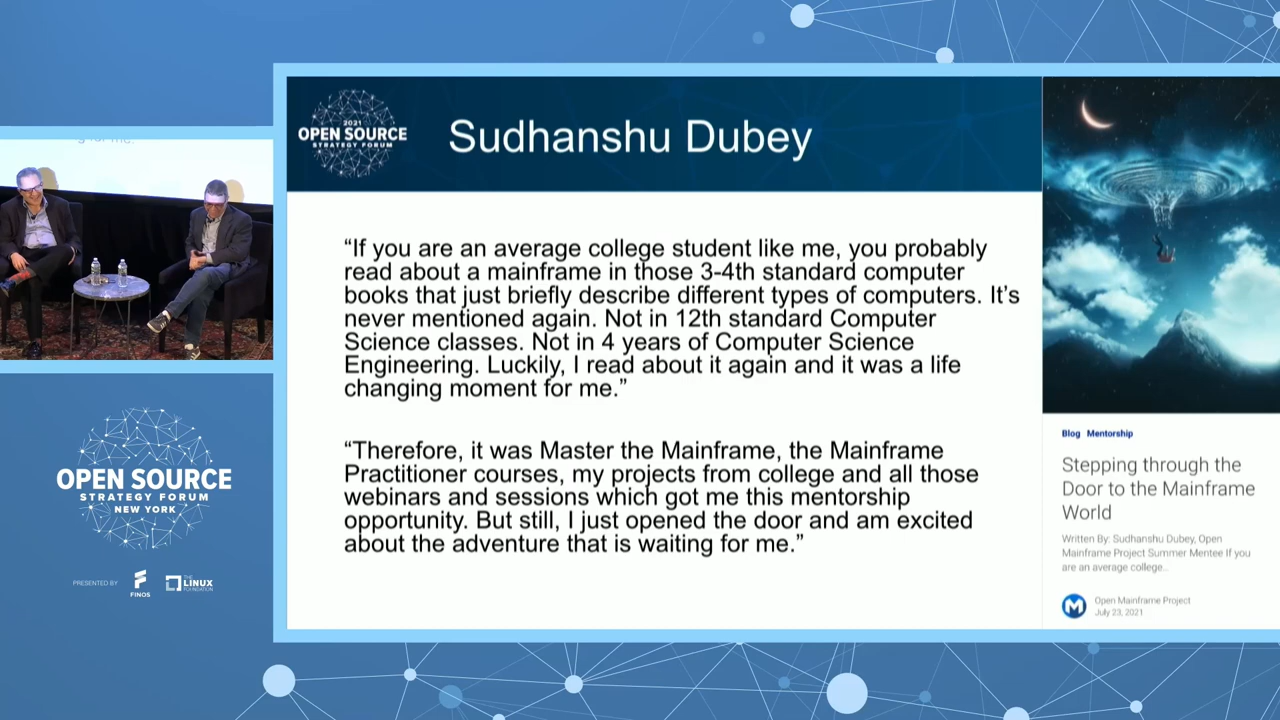 2021
OPEN SOURCE
STRATEGY FORUM
Sudhanshu Dubey
“If you are an average college student like me, you probably
read about a mainframe in those 3-4th standard computer
books that just briefly describe different types of computers. It’s
never mentioned again. Not in 12th standard Computer
Science classes. Not in 4 years of Computer Science
Engineering. Luckily, I read about it again and it was a life
changing moment for me.”
“Therefore, it was Master the Mainframe, the Mainframe
Practitioner courses, my projects from college and all those
webinars and sessions which got me this mentorship
opportunity. But still, I just opened the door and am excited
about the adventure that is waiting for me.”
Blog Mentorship
Stepping through the
Door to the Mainframe
World
Written By: Sudhanshu Dubey, Open
Mainframe Project Summer Mentee If you
are an average college...
Open Mainframe Project
July 23, 2021
for me.
OPEN SOURCE
STRATEGY FORUM
NEW YORK
PRESENTED BY
FINOS
THE
LINUX
FOUNDATION